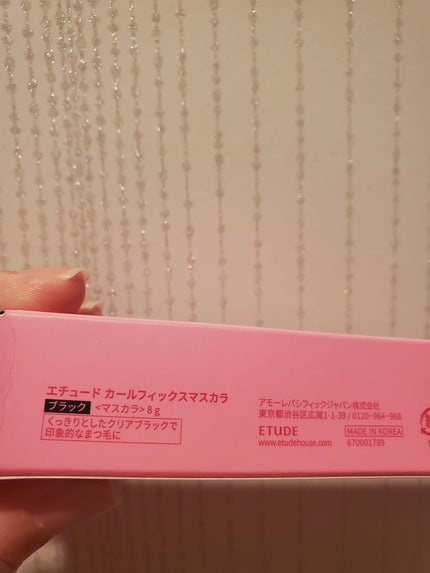 エチュード カールフィックスマスカラ
ブラック <マスカラ> 8 g
くっきりとしたクリアブラックで
印象的なまつ毛に
アモーレパシフィックジャパン株式会社
東京都渋谷区広尾1-1-39 / 0120-964-968
ETUDE MADE IN KOREA
www.etudehouse.com 670001789